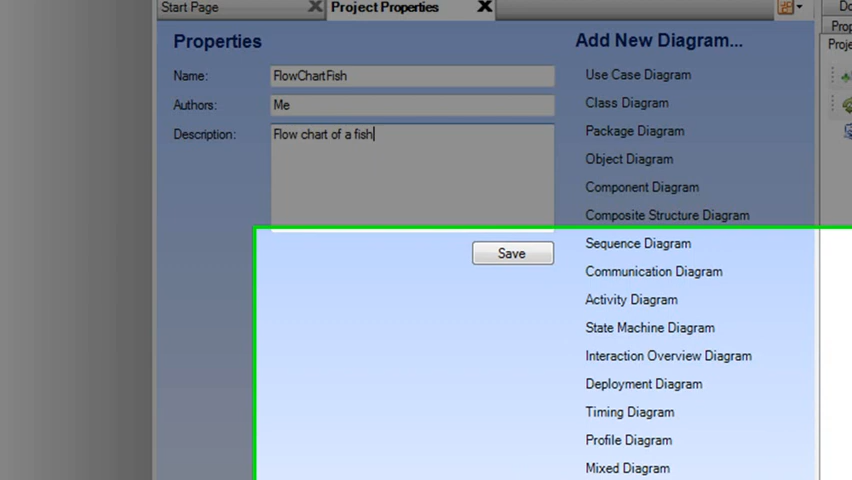 Start Page
Project Properties
Properties
Name: FlowChartFish
Authors: Me
Description: Flow chart of a fish
Save
Add New Diagram...
Use Case Diagram
Class Diagram
Package Diagram
Object Diagram
Component Diagram
Composite Structure Diagram
Sequence Diagram
Communication Diagram
Activity Diagram
State Machine Diagram
Interaction Overview Diagram
Deployment Diagram
Timing Diagram
Profile Diagram
Mixed Diagram